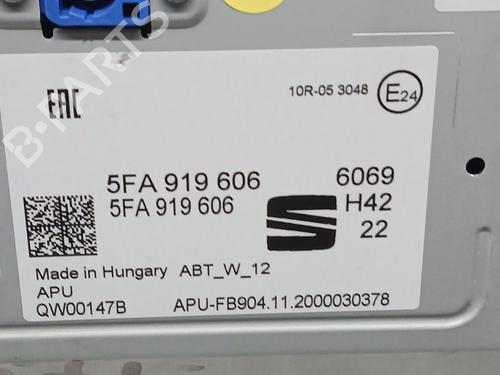 B-PARTS
EAC
10R-05 3048
E24
5FA 919 606
6069
5FA 919 606
H42
22
Made in Hungary ABT_W_12
APU
QW00147B
APU-FB904.11.2000030378